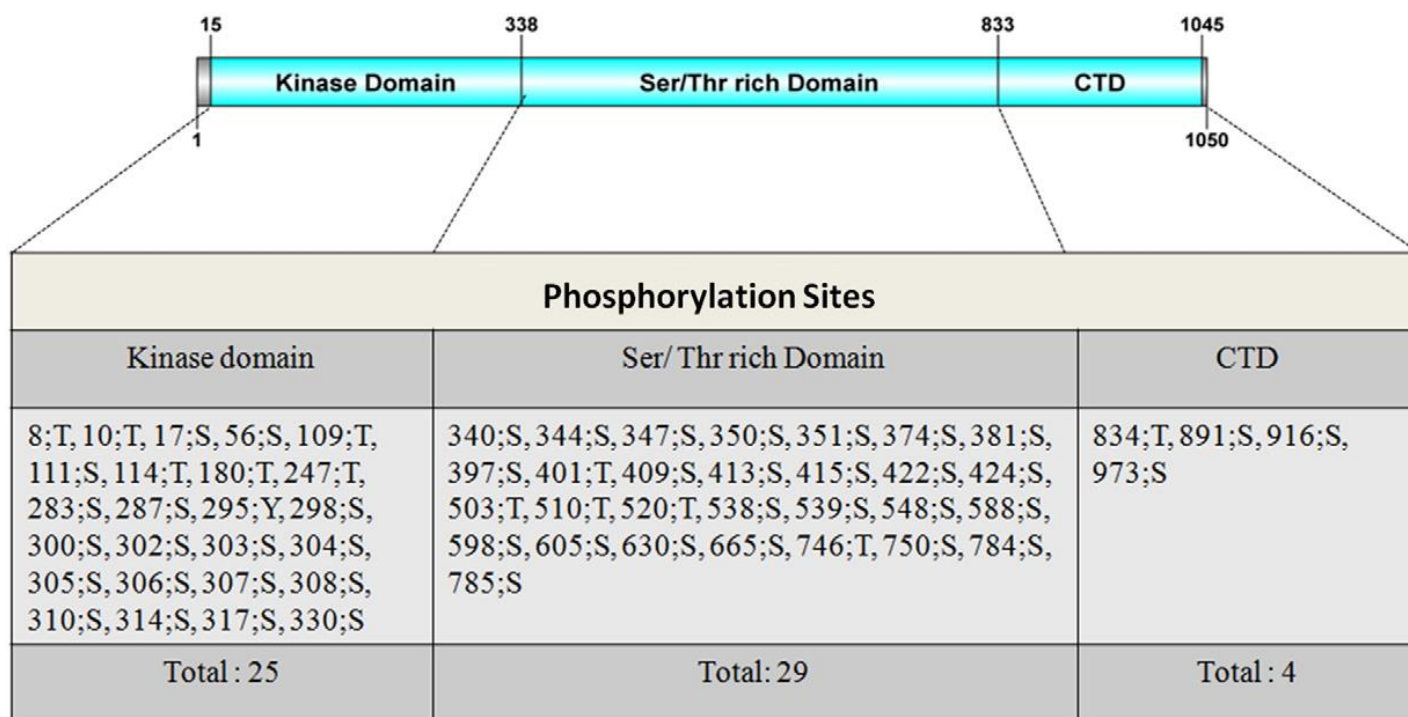 15 338 833 1045
Kinase Domain Ser/Thr rich Domain CTD
1 1050
Phosphorylation Sites
Kinase domain Ser/ Thr rich Domain CTD
8;T, 10;T, 17;S, 56;S, 109;T,
111;S, 114;T, 180;T, 247;T,
283;S, 287;S, 295;Y, 298;S,
300;S, 302;S, 303;S, 304;S,
305;S, 306;S, 307;S, 308;S,
310;S, 314;S, 317;S, 330;S
340;S, 344;S, 347;S, 350;S, 351;S, 374;S, 381;S,
397;S, 401;T, 409;S, 413;S, 415;S, 422;S, 424;S,
503;T, 510;T, 520;T, 538;S, 539;S, 548;S, 588;S,
598;S, 605;S, 630;S, 665;S, 746;T, 750;S, 784;S,
785;S
834;T, 891;S, 916;S,
973;S
Total : 25 Total: 29 Total : 4